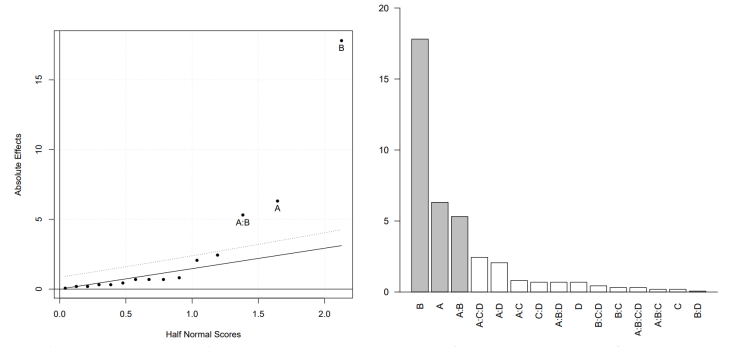 B
A
A:B
Absolute Effects
15
10
5
0
0.0 0.5 1.0 1.5 2.0
Half Normal Scores
20
15
10
5
0
B
A
A:B
A:C:D
A:D
A:C
C:D
A:B:D
D
B:C:D
B:C
A:B:C:D
A:B:C
C
B:D